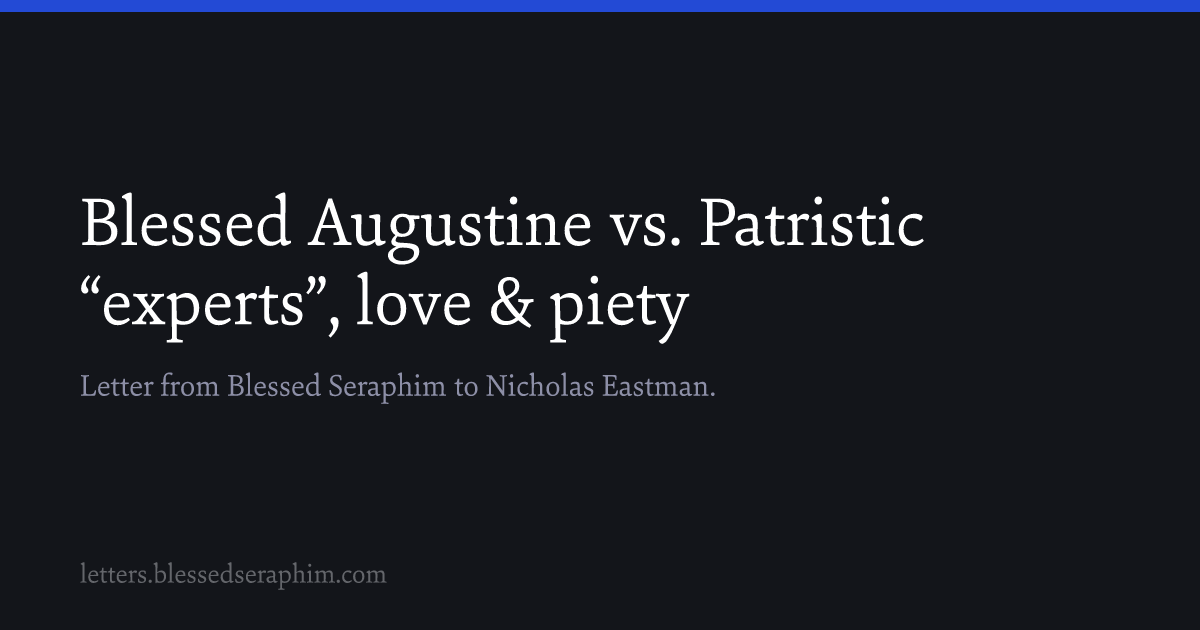 Blessed Augustine vs. Patristic
“experts”, love & piety
Letter from Blessed Seraphim to Nicholas Eastman.
letters.blessedseraphim.com